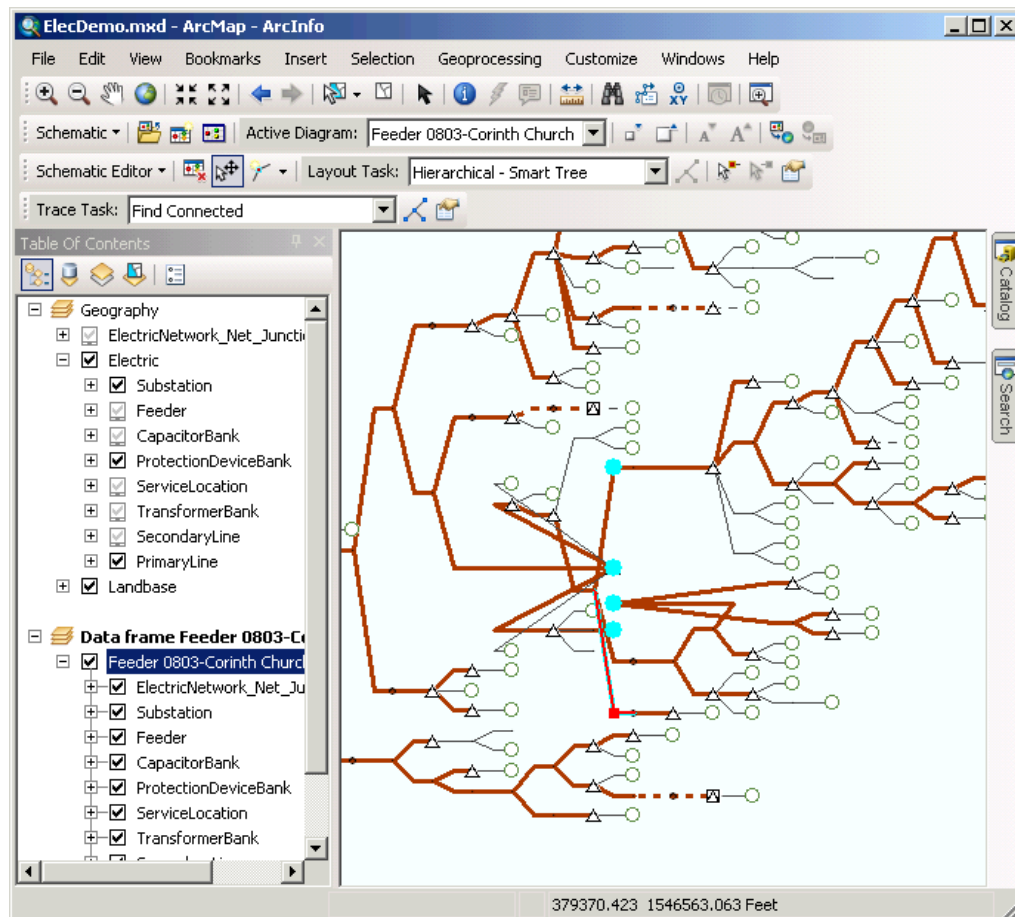 ElecDemo.mxd - ArcMap - ArcInfo
File Edit View Bookmarks Insert Selection Geoprocessing Customize Windows Help
XY
Schematic Active Diagram: Feeder 0803-Corinth Church A A
Schematic Editor Layout Task: Hierarchical - Smart Tree
Trace Task: Find Connected
Table Of Contents
Geography
ElectricNetwork_Net_Juncti
Electric
Substation
Feeder
CapacitorBank
ProtectionDeviceBank
ServiceLocation
TransformerBank
SecondaryLine
PrimaryLine
Landbase
Data frame Feeder 0803-Co
Feeder 0803-Corinth Churc
ElectricNetwork_Net_Ju
Substation
Feeder
CapacitorBank
ProtectionDeviceBank
ServiceLocation
TransformerBank
Catalog
Search
379370.423 1546563.063 Feet